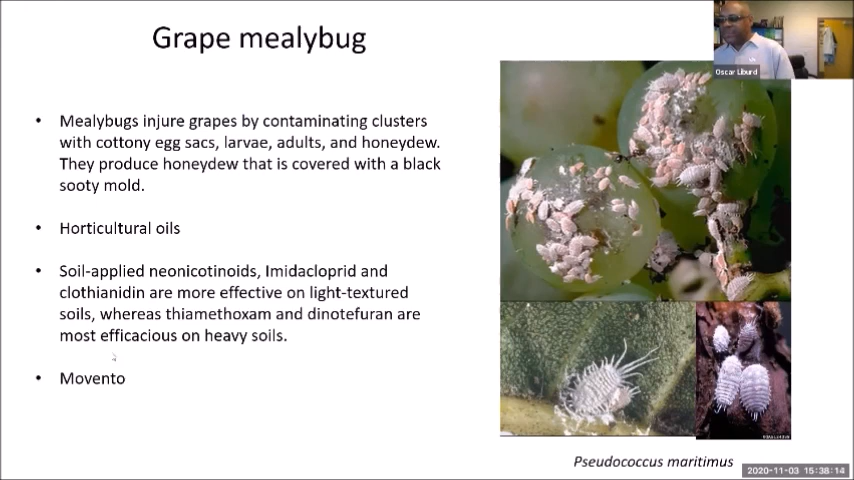 Grape mealybug
Oscar Liburd
• Mealybugs injure grapes by contaminating clusters
with cottony egg sacs, larvae, adults, and honeydew.
They produce honeydew that is covered with a black
sooty mold.
• Horticultural oils
• Soil-applied neonicotinoids, Imidacloprid and
clothianidin are more effective on light-textured
soils, whereas thiamethoxam and dinotefuran are
most efficacious on heavy soils.
• Movento
Pseudococcus maritimus
2020-11-03 15:38:14